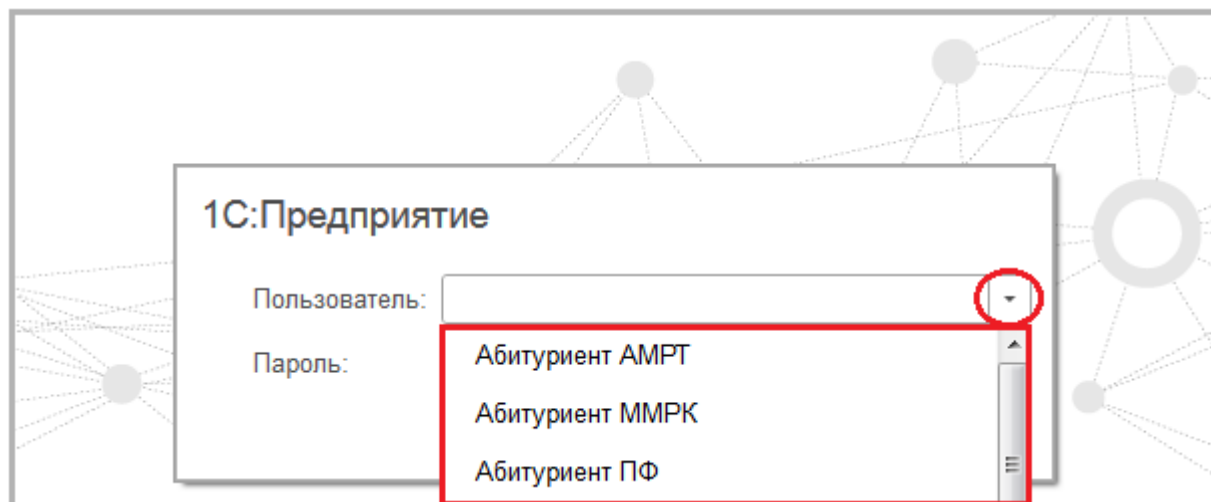 1С:Предприятие
Пользователь:
Пароль:
Абитуриент АМРТ
Абитуриент ММРК
Абитуриент ПФ